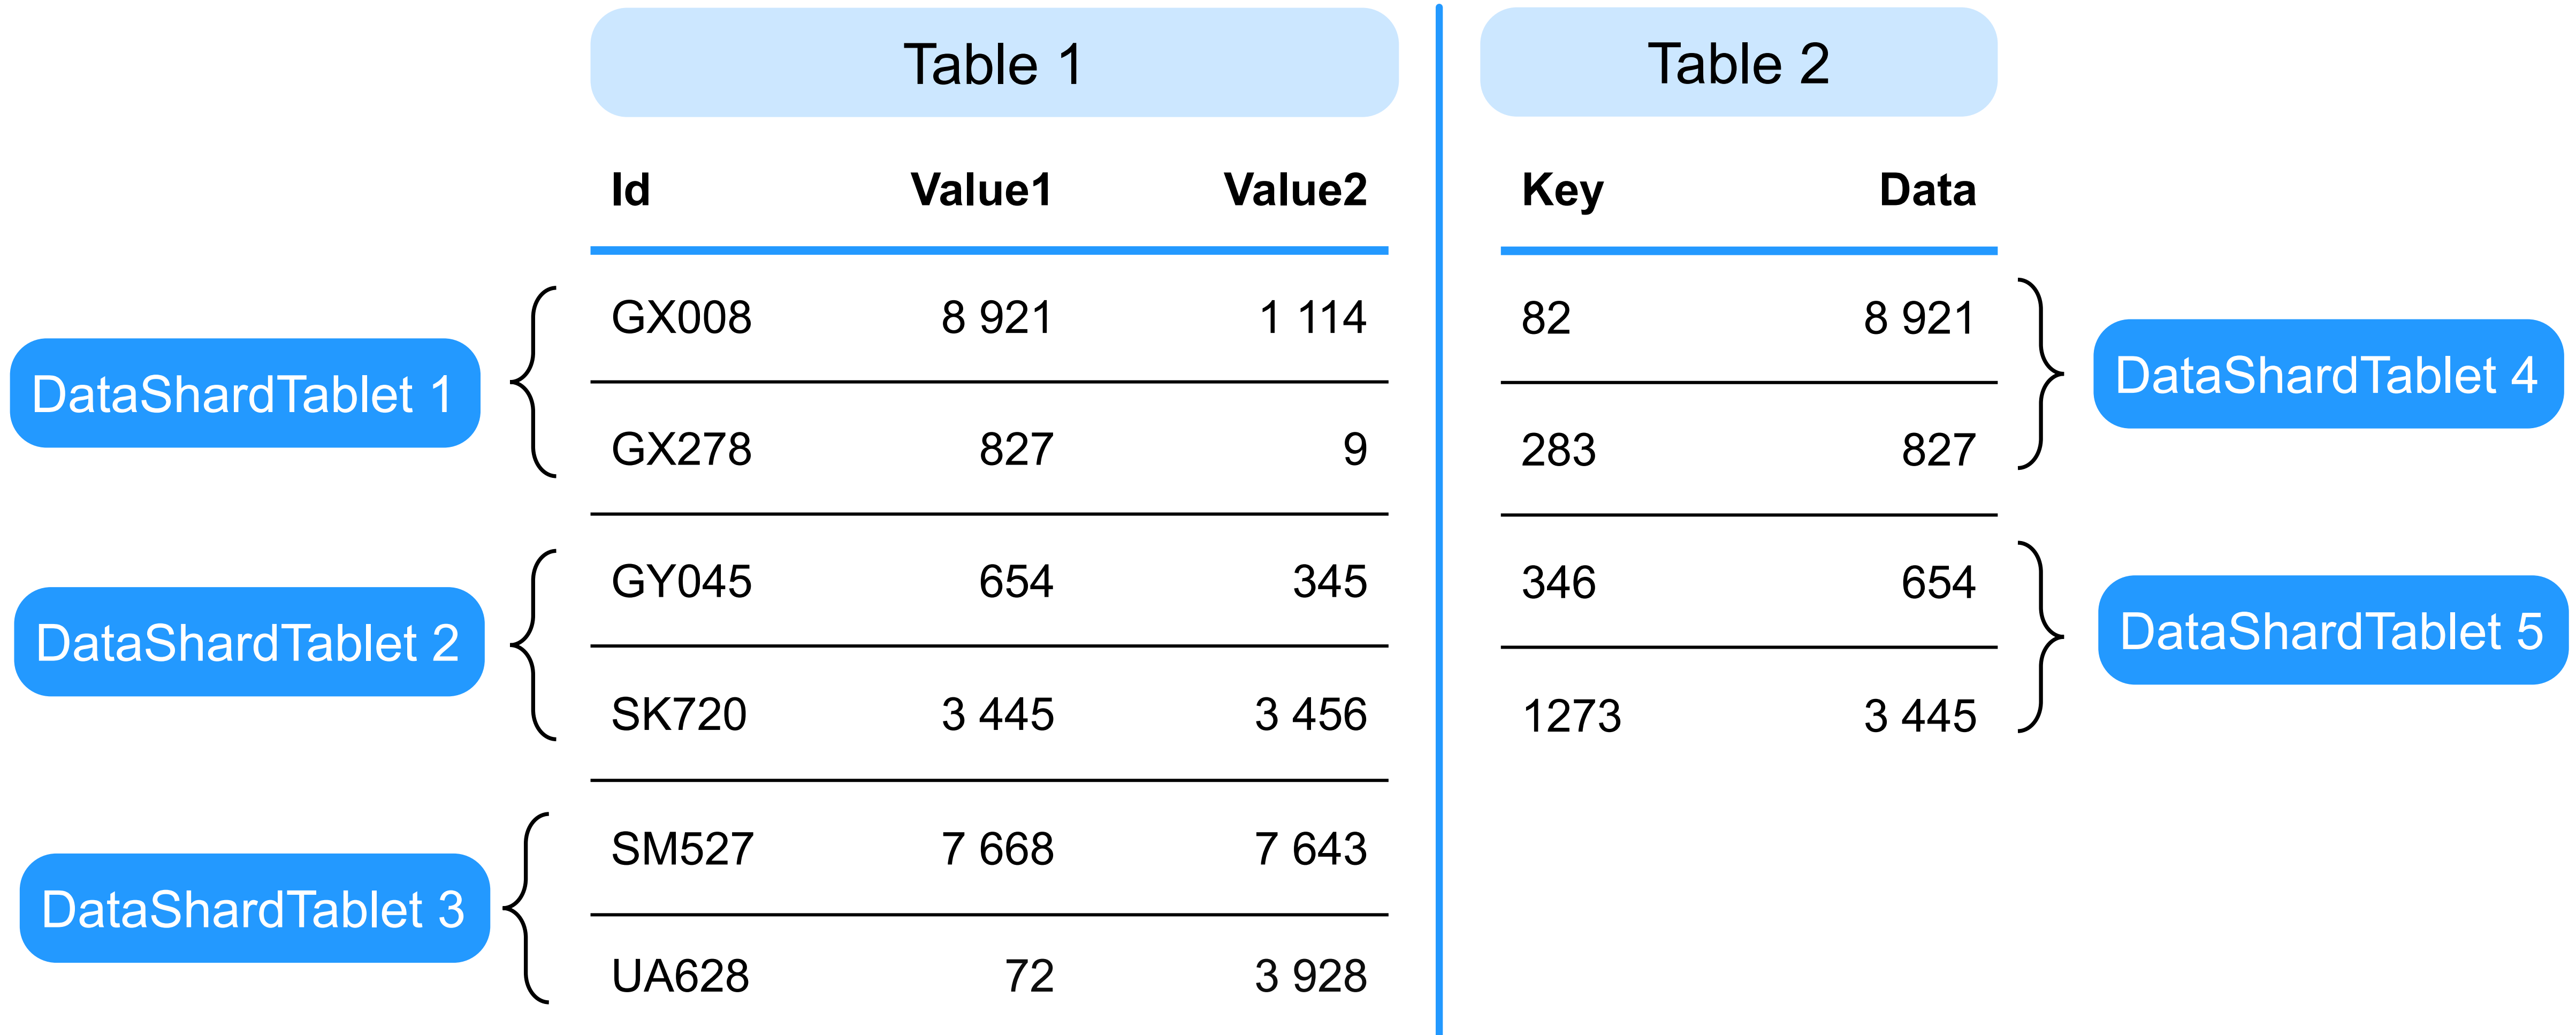 Table 1
Table 2
Id Value1 Value2
Key Data
DataShardTablet 1
GX008 8 921 1 114
GX278 827 9
DataShardTablet 2
GY045 654 345
SK720 3 445 3 456
DataShardTablet 3
SM527 7 668 7 643
UA628 72 3 928
82 8 921
283 827
DataShardTablet 4
346 654
1273 3 445
DataShardTablet 5